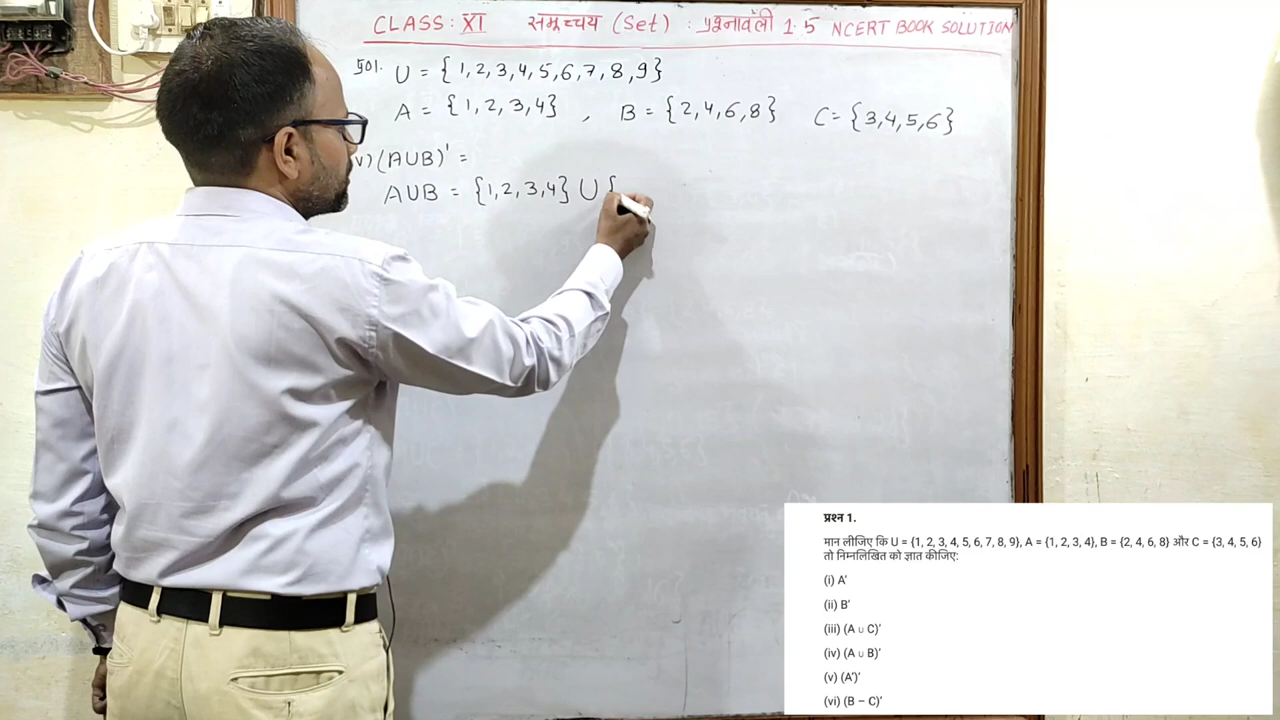 CLASS: XI समूच्चय (Set) : प्रश्नावली 1.5 NCERT BOOK SOLUTION
प्र01. U = { 1,2,3,4,5,6,7,8,9}
A = {1,2,3,4} , B = {2,4,6,8} C = {3,4,5,6}
v) (AUB)' =
AUB = {1,2,3,4} U {
प्रश्न 1.
मान लीजिए कि U = {1, 2, 3, 4, 5, 6, 7, 8, 9}, A = {1, 2, 3, 4}, B = {2, 4, 6, 8} और C = {3, 4, 5, 6}
तो निम्नलिखित को ज्ञात कीजिए:
(i) A'
(ii) B'
(iii) (A ∪ C)'
(iv) (A ∪ B)'
(v) (A')'
(vi) (B – C)'